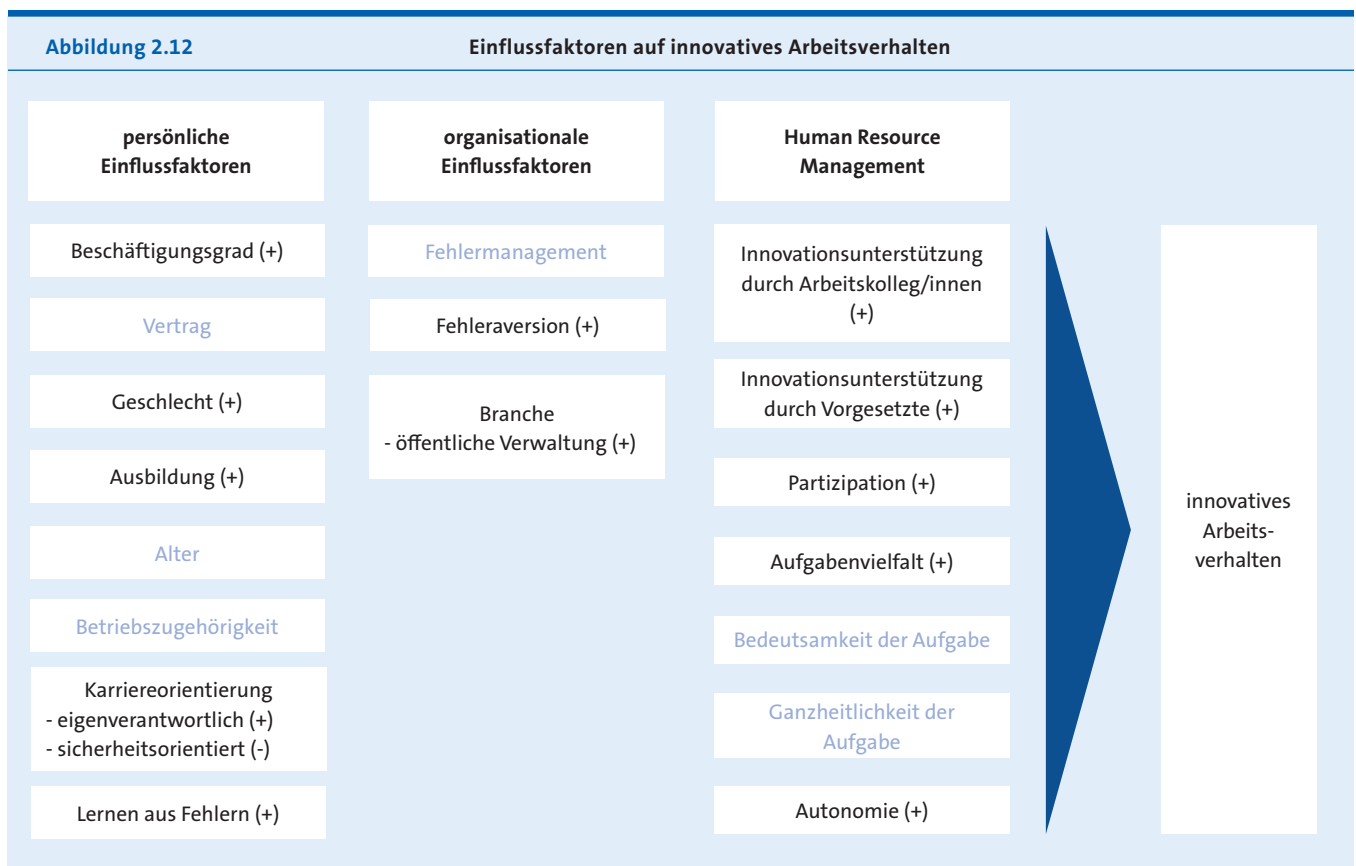 Abbildung 2.12
Einflussfaktoren auf innovatives Arbeitsverhalten
persönliche
Einflussfaktoren
Beschäftigungsgrad (+)
Vertrag
Geschlecht (+)
Ausbildung (+)
Alter
Betriebszugehörigkeit
Karriereorientierung
- eigenverantwortlich (+)
- sicherheitsorientiert (-)
Lernen aus Fehlern (+)
organisationale
Einflussfaktoren
Fehlermanagement
Fehleraversion (+)
Branche
- öffentliche Verwaltung (+)
Human Resource
Management
Innovationsunterstützung
durch Arbeitskolleg/innen
(+)
Innovationsunterstützung
durch Vorgesetzte (+)
Partizipation (+)
Aufgabenvielfalt (+)
Bedeutsamkeit der Aufgabe
Ganzheitlichkeit der
Aufgabe
Autonomie (+)
innovatives
Arbeits-
verhalten